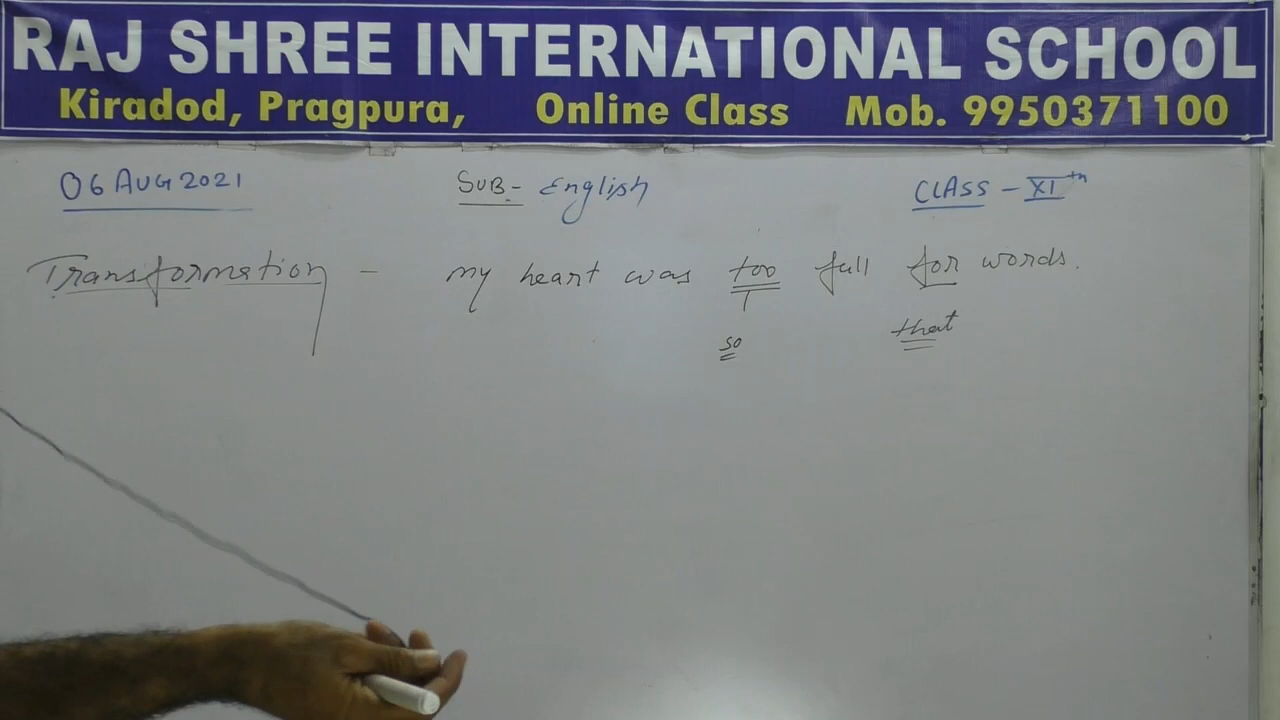 RAJ SHREE INTERNATIONAL SCHOOL
Kiradod, Pragpura, Online Class Mob. 9950371100
06 AUG 2021 SUB- English CLASS - XIth
Transformation - my heart was too full for words.
so that